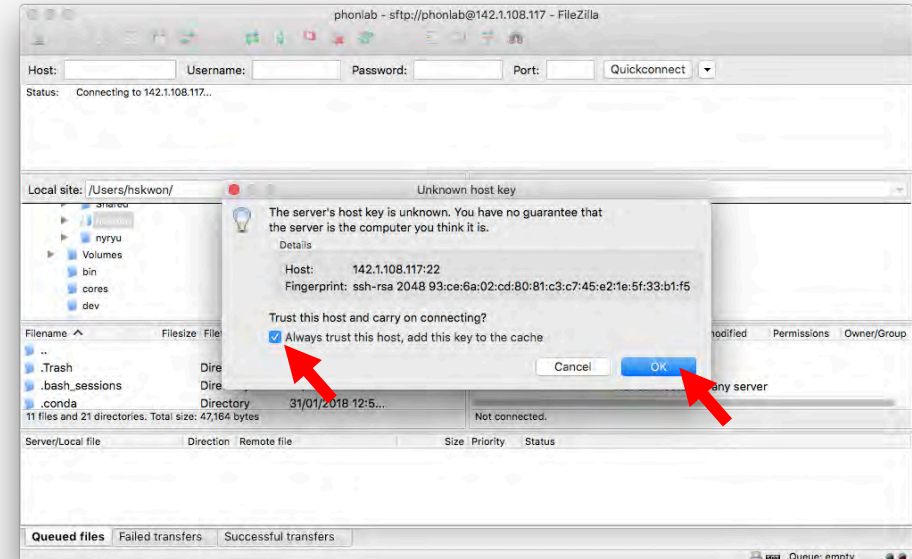 phonlab - sftp://phonlab@142.1.108.117 - FileZilla
Host: Username: Password: Port: Quickconnect
Status: Connecting to 142.1.108.117...
Local site: /Users/hskwon/
Unknown host key
The server's host key is unknown. You have no guarantee that
the server is the computer you think it is.
Details
Host: 142.1.108.117:22
Fingerprint: ssh-rsa 2048 93:ce:6a:02:cd:80:81:c3:c7:45:e2:1e:5f:33:b1:f5
Trust this host and carry on connecting?
Always trust this host, add this key to the cache
Cancel OK
Shared
nyryu
Volumes
bin
cores
dev
Filename Filesize Permissions Owner/Group
..
.Trash
.bash_sessions
.conda Directory 31/01/2018 12:5...
any server
11 files and 21 directories. Total size: 47,164 bytes
Not connected.
Server/Local file Direction Remote file Size Priority Status
Queued files Failed transfers Successful transfers
Queue: empty